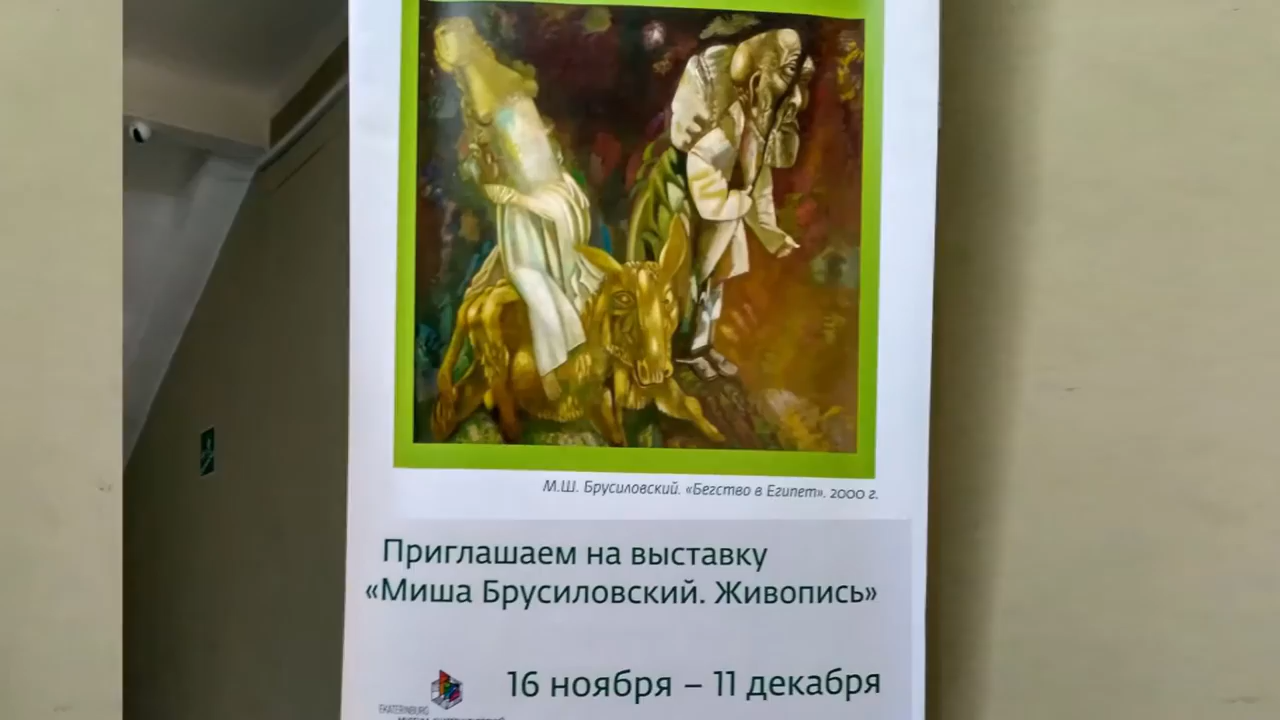 М.Ш. Брусиловский. «Бегство в Египет». 2000 г.
Приглашаем на выставку
«Миша Брусиловский. Живопись»
16 ноября – 11 декабря
EKATERINBURG